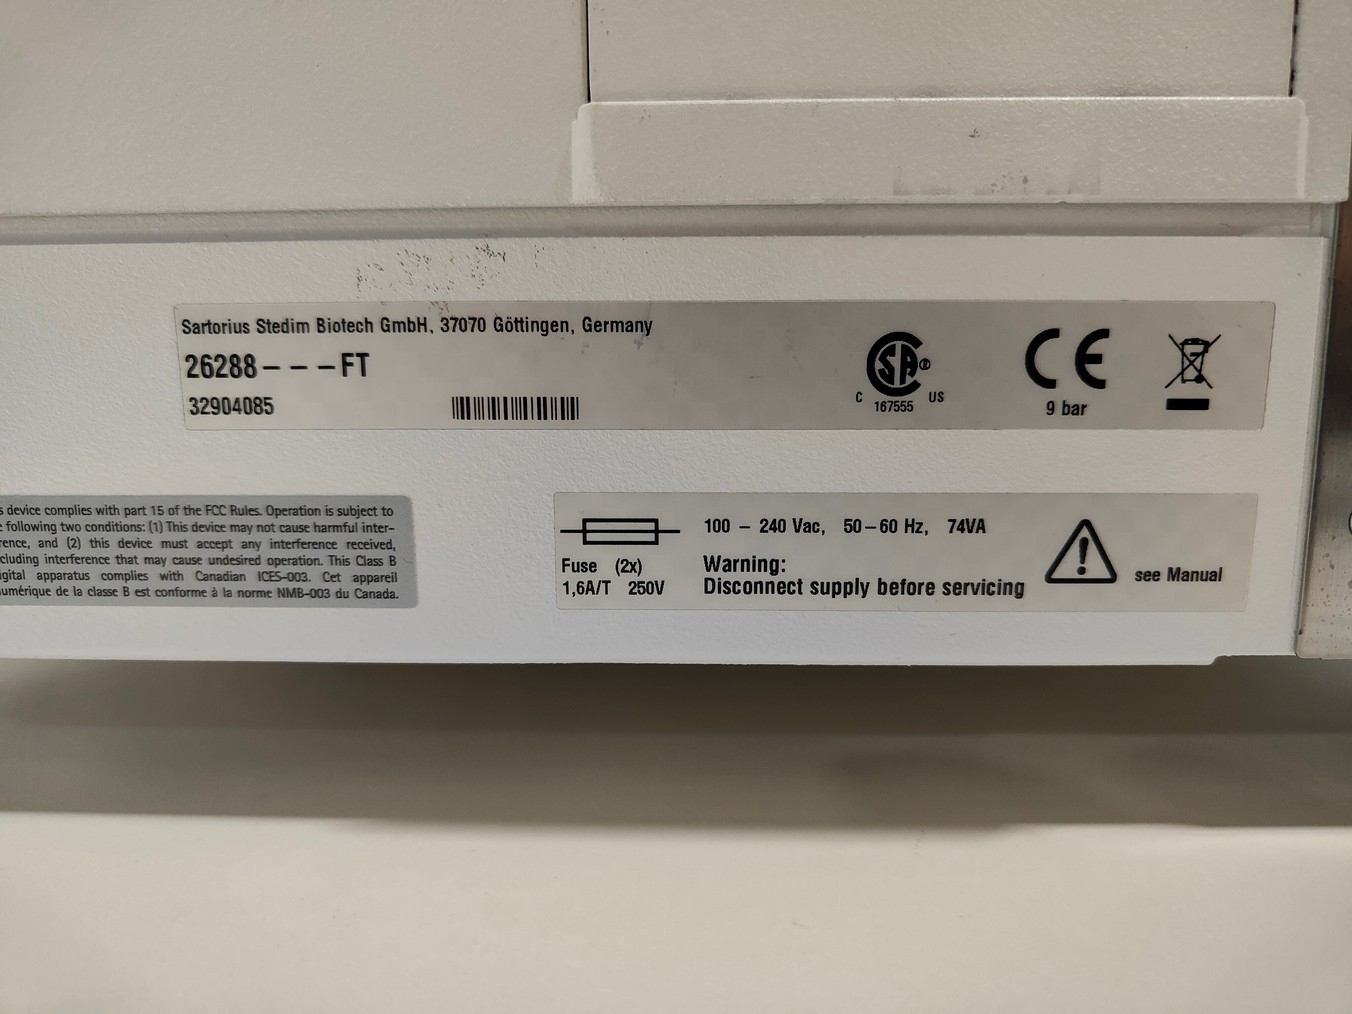 Sartorius Stedim Biotech GmbH, 37070 Göttingen, Germany
26288– – –FT
32904085
SA®
C 167555 US
CE
9 bar
s device complies with part 15 of the FCC Rules. Operation is subject to
e following two conditions: (1) This device may not cause harmful inter–
rence, and (2) this device must accept any interference received,
cluding interference that may cause undesired operation. This Class B
igital apparatus complies with Canadian ICES–003. Cet appareil
umérique de la classe B est conforme à la norme NMB–003 du Canada.
Fuse (2x)
1,6A/T 250V
100 – 240 Vac, 50–60 Hz, 74VA
Warning:
Disconnect supply before servicing
see Manual